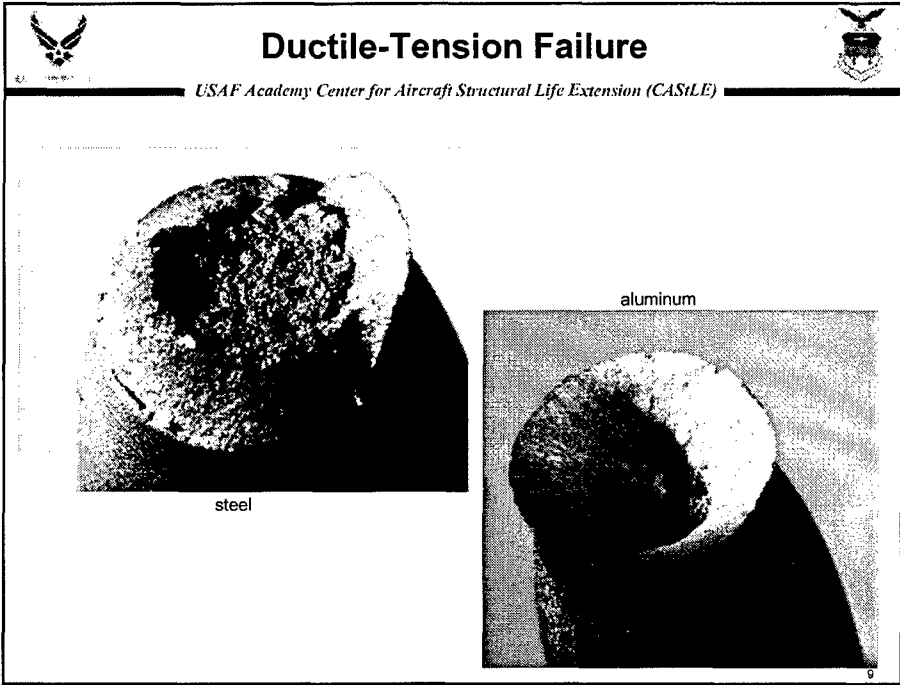 Ductile-Tension Failure
USAF Academy Center for Aircraft Structural Life Extension (CAStLE)
aluminum
steel
9